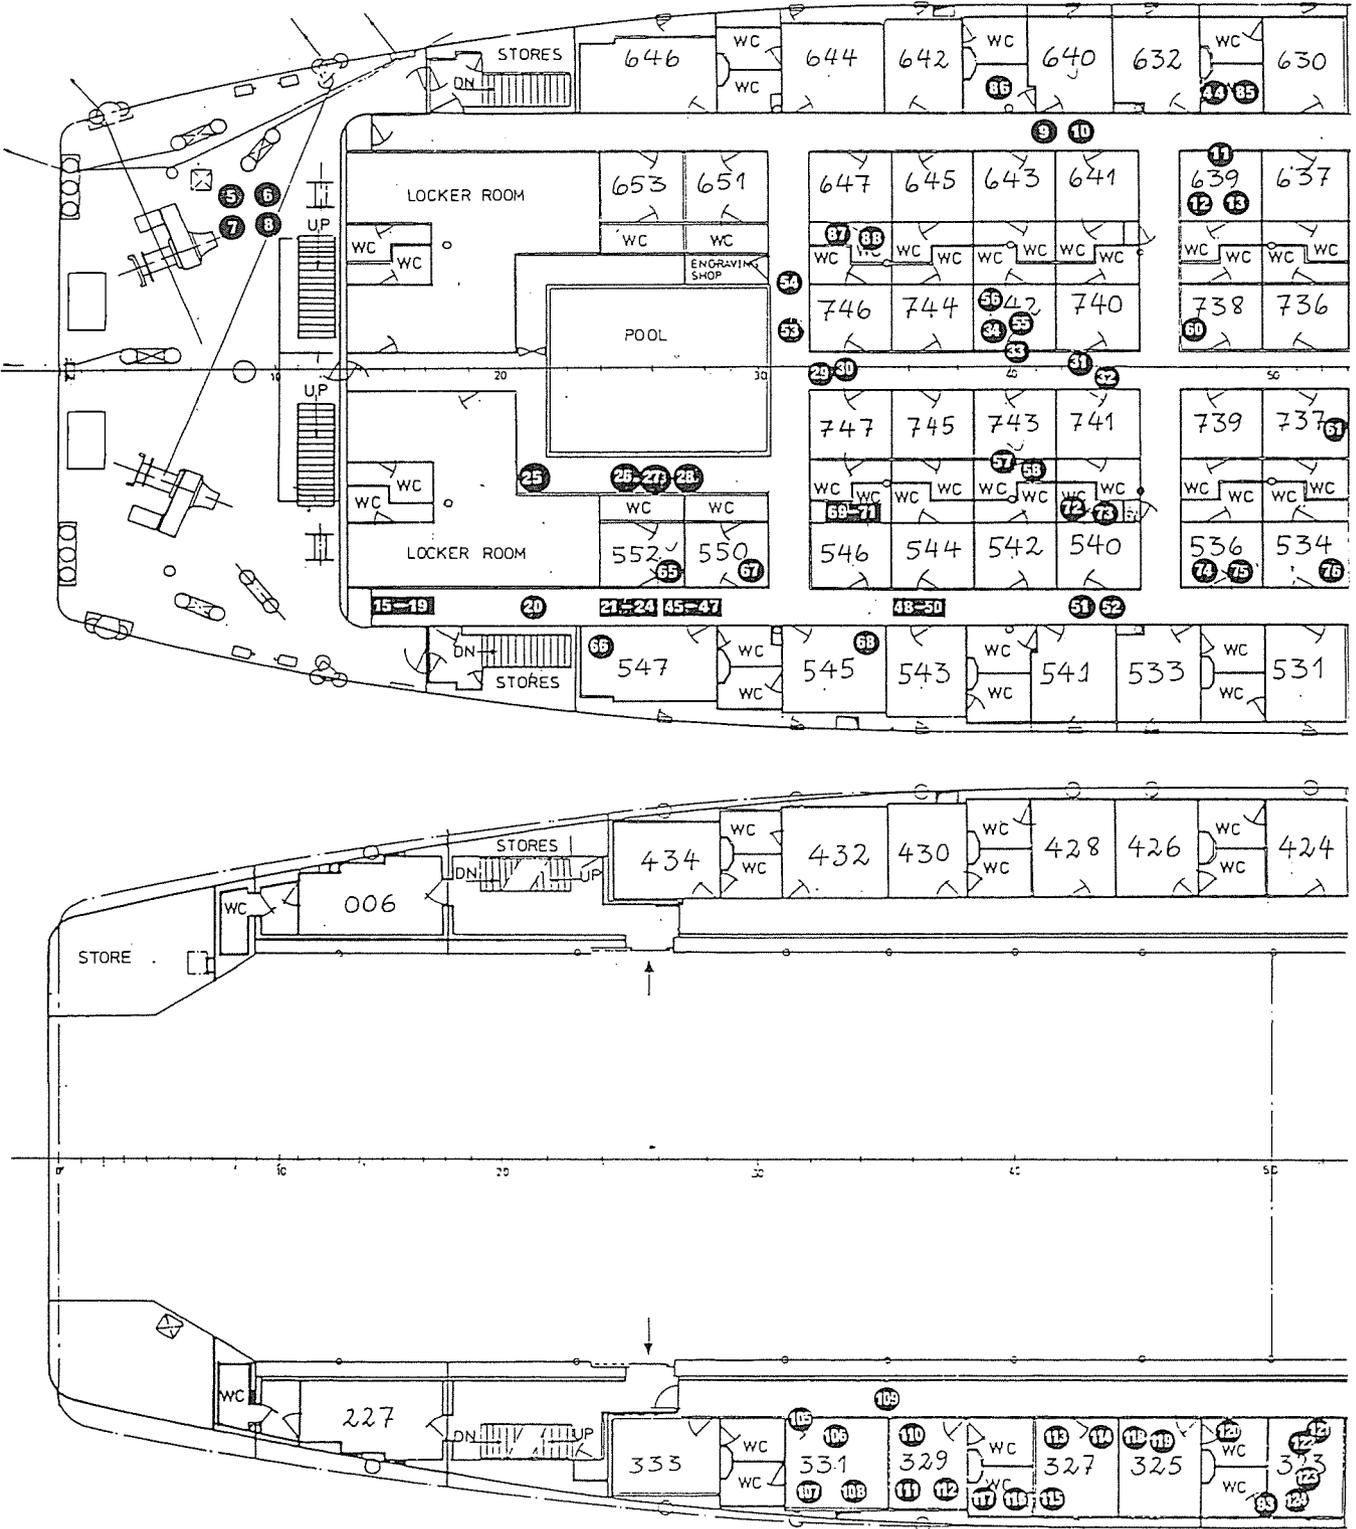 STORES 646 WC 644 642 WC 640 632 WC 630
DN WC 86 44 85
9 10
5 6 LOCKER ROOM 653 651 647 645 643 641 11 639 637
7 8 UP 12 13
WC WC WC WC 87 88
WC ENGRAVING WC WC WC WC WC WC WC
SHOP
54 746 744 56 42 740 738 736
POOL 53 34 55 60
33 31
10 20 30 29 30 40 32 50
UP
747 745 743 741 739 737 61
57 58
25 26 27 28 WC WC WC WC WC WC
WC WC WC WC 69-71 72 73
LOCKER ROOM 552 550 546 544 542 540 536 534
65 67 74 75 76
15-19 20 21-24 45-47 48-50 51 52
DN 66 547 WC 545 68 543 WC 541 533 WC 531
STORES WC WC WC
STORES 434 WC 432 430 WC 428 426 WC 424
DN UP WC WC WC
WC 006
STORE
0 10 20 30 40 50
WC 227 109
DN UP 105 106 110 113 114 118 119 120 121
333 WC 331 329 WC 327 325 WC 323 122
WC 107 108 111 112 WC 117 116 115 WC 93 124 123